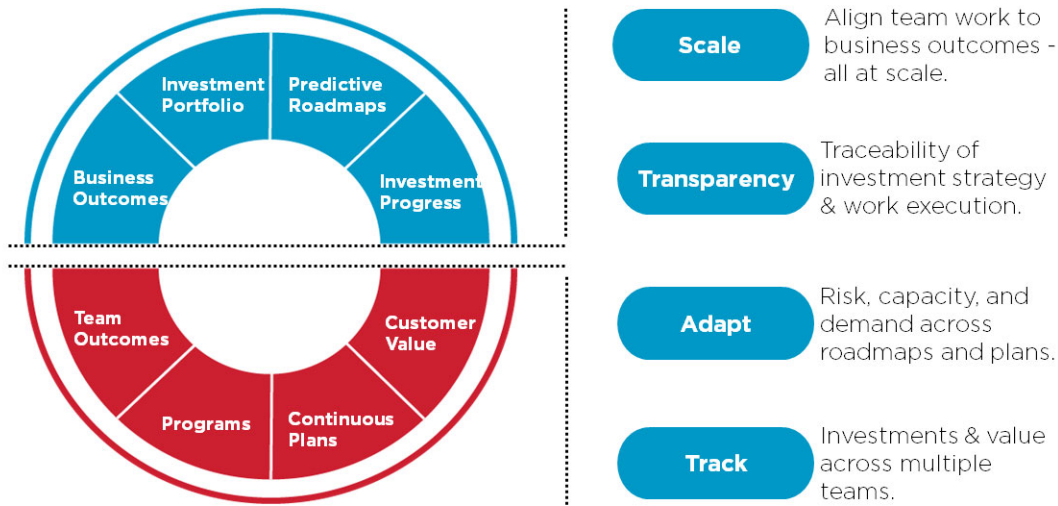 Investment
Portfolio
Predictive
Roadmaps
Business
Outcomes
Investment
Progress
Team
Outcomes
Customer
Value
Programs
Continuous
Plans
Scale
Align team work to
business outcomes -
all at scale.
Transparency
Traceability of
investment strategy
& work execution.
Adapt
Risk, capacity, and
demand across
roadmaps and plans.
Track
Investments & value
across multiple
teams.